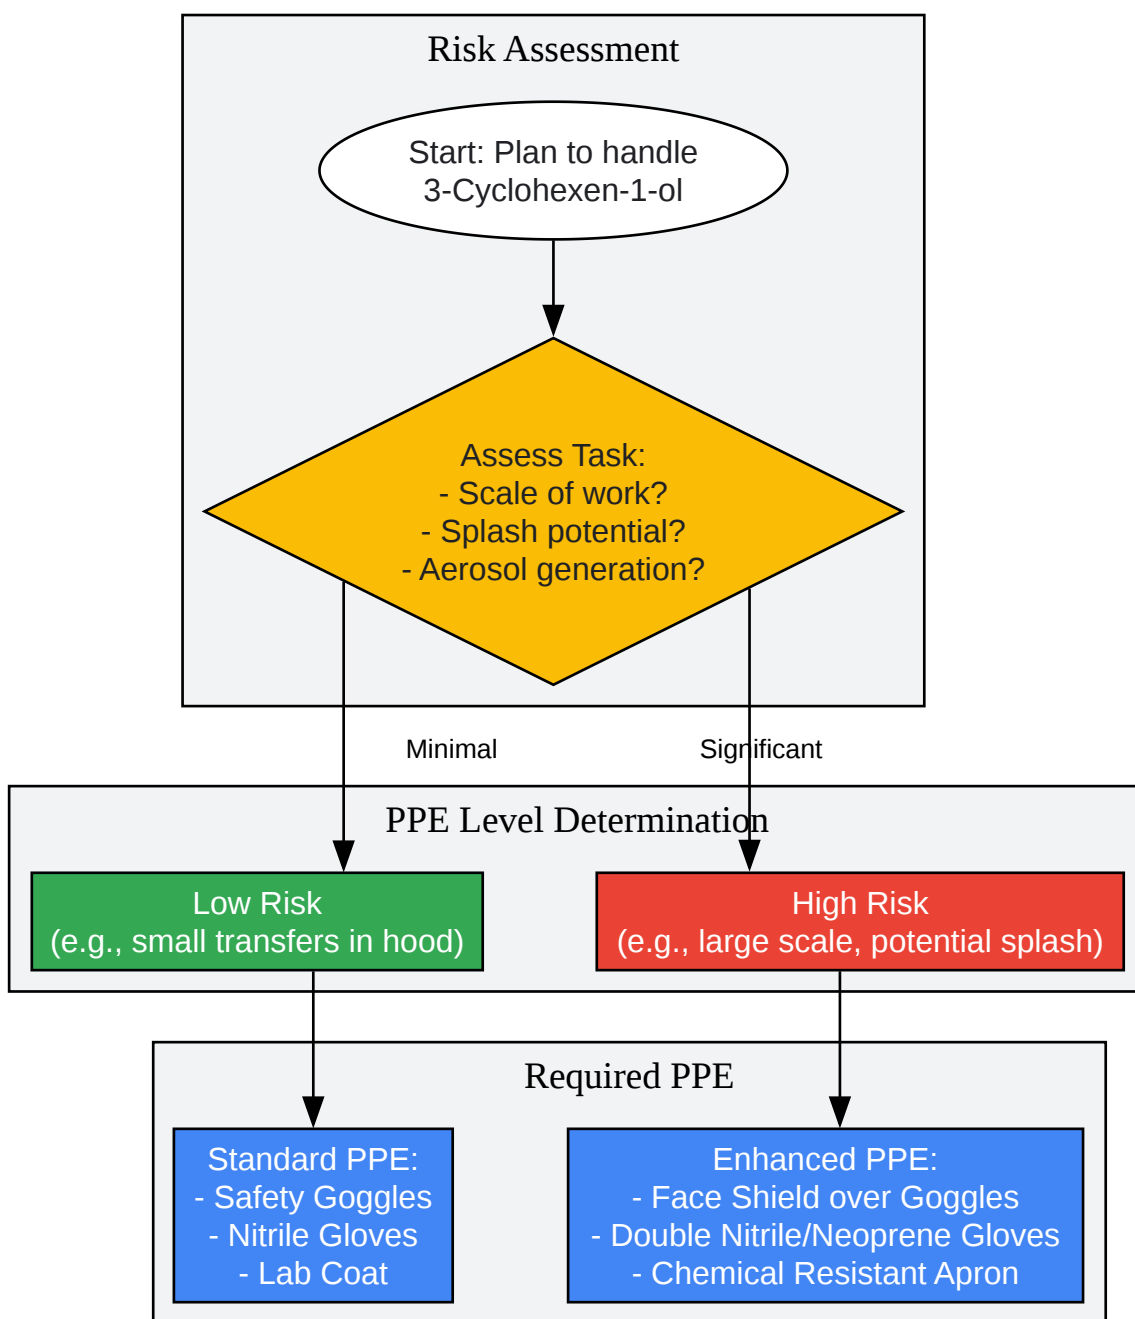 Risk Assessment
Start: Plan to handle
3-Cyclohexen-1-ol
Assess Task:
- Scale of work?
- Splash potential?
- Aerosol generation?
Minimal
Significant
PPE Level Determination
Low Risk
(e.g., small transfers in hood)
High Risk
(e.g., large scale, potential splash)
Required PPE
Standard PPE:
- Safety Goggles
- Nitrile Gloves
- Lab Coat
Enhanced PPE:
- Face Shield over Goggles
- Double Nitrile/Neoprene Gloves
- Chemical Resistant Apron